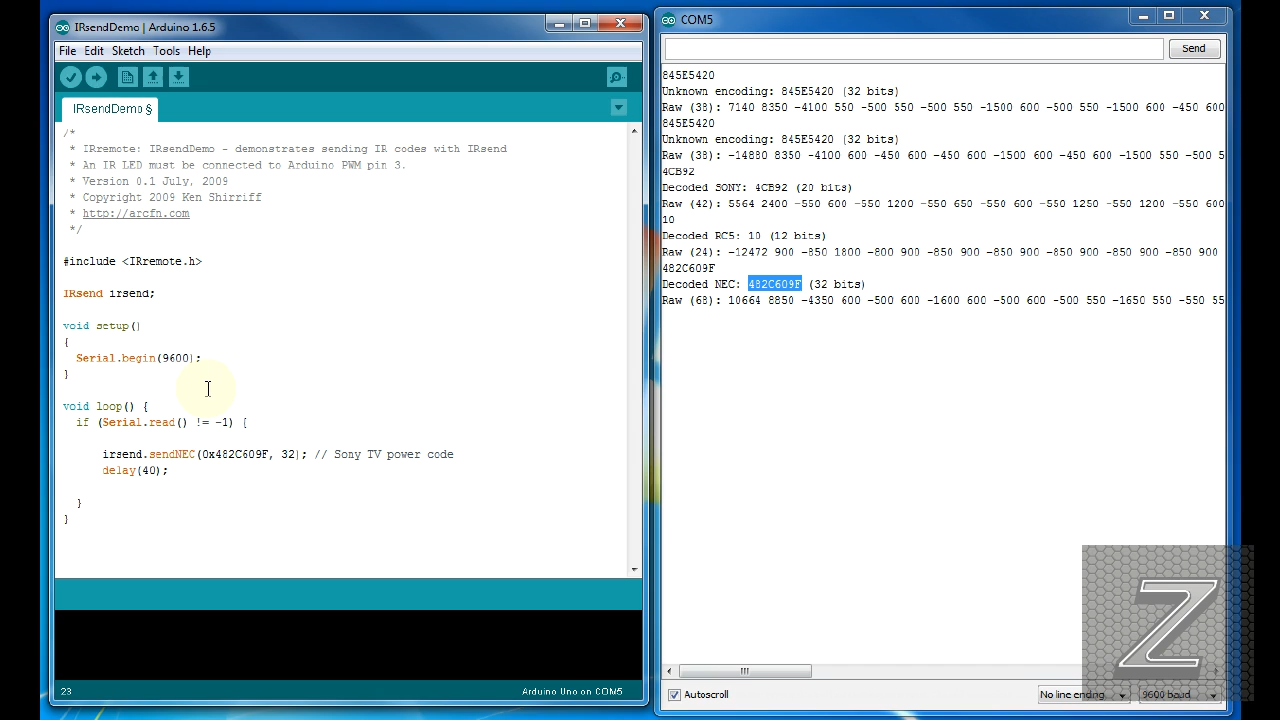 IRsendDemo | Arduino 1.6.5
File Edit Sketch Tools Help
IRsendDemo §
/*
* IRremote: IRsendDemo - demonstrates sending IR codes with IRsend
* An IR LED must be connected to Arduino PWM pin 3.
* Version 0.1 July, 2009
* Copyright 2009 Ken Shirriff
* http://arcfn.com
*/
#include <IRremote.h>
IRsend irsend;
void setup()
{
Serial.begin(9600);
}
void loop() {
if (Serial.read() != -1) {
irsend.sendNEC(0x482C609F, 32); // Sony TV power code
delay(40);
}
}
23
Arduino Uno on COM5
COM5
Send
845E5420
Unknown encoding: 845E5420 (32 bits)
Raw (38): 7140 8350 -4100 550 -500 550 -500 550 -1500 600 -500 550 -1500 600 -450 600
845E5420
Unknown encoding: 845E5420 (32 bits)
Raw (38): -14880 8350 -4100 600 -450 600 -450 600 -1500 600 -450 600 -1500 550 -500 5
4CB92
Decoded SONY: 4CB92 (20 bits)
Raw (42): 5564 2400 -550 600 -550 1200 -550 650 -550 600 -550 1250 -550 1200 -550 600
10
Decoded RC5: 10 (12 bits)
Raw (24): -12472 900 -850 1800 -800 900 -850 900 -850 900 -850 900 -850 900 -850 900
482C609F
Decoded NEC: 482C609F (32 bits)
Raw (68): 10664 8850 -4350 600 -500 600 -1600 600 -500 600 -500 550 -1650 550 -550 55
Autoscroll
No line ending
9600 baud
Z